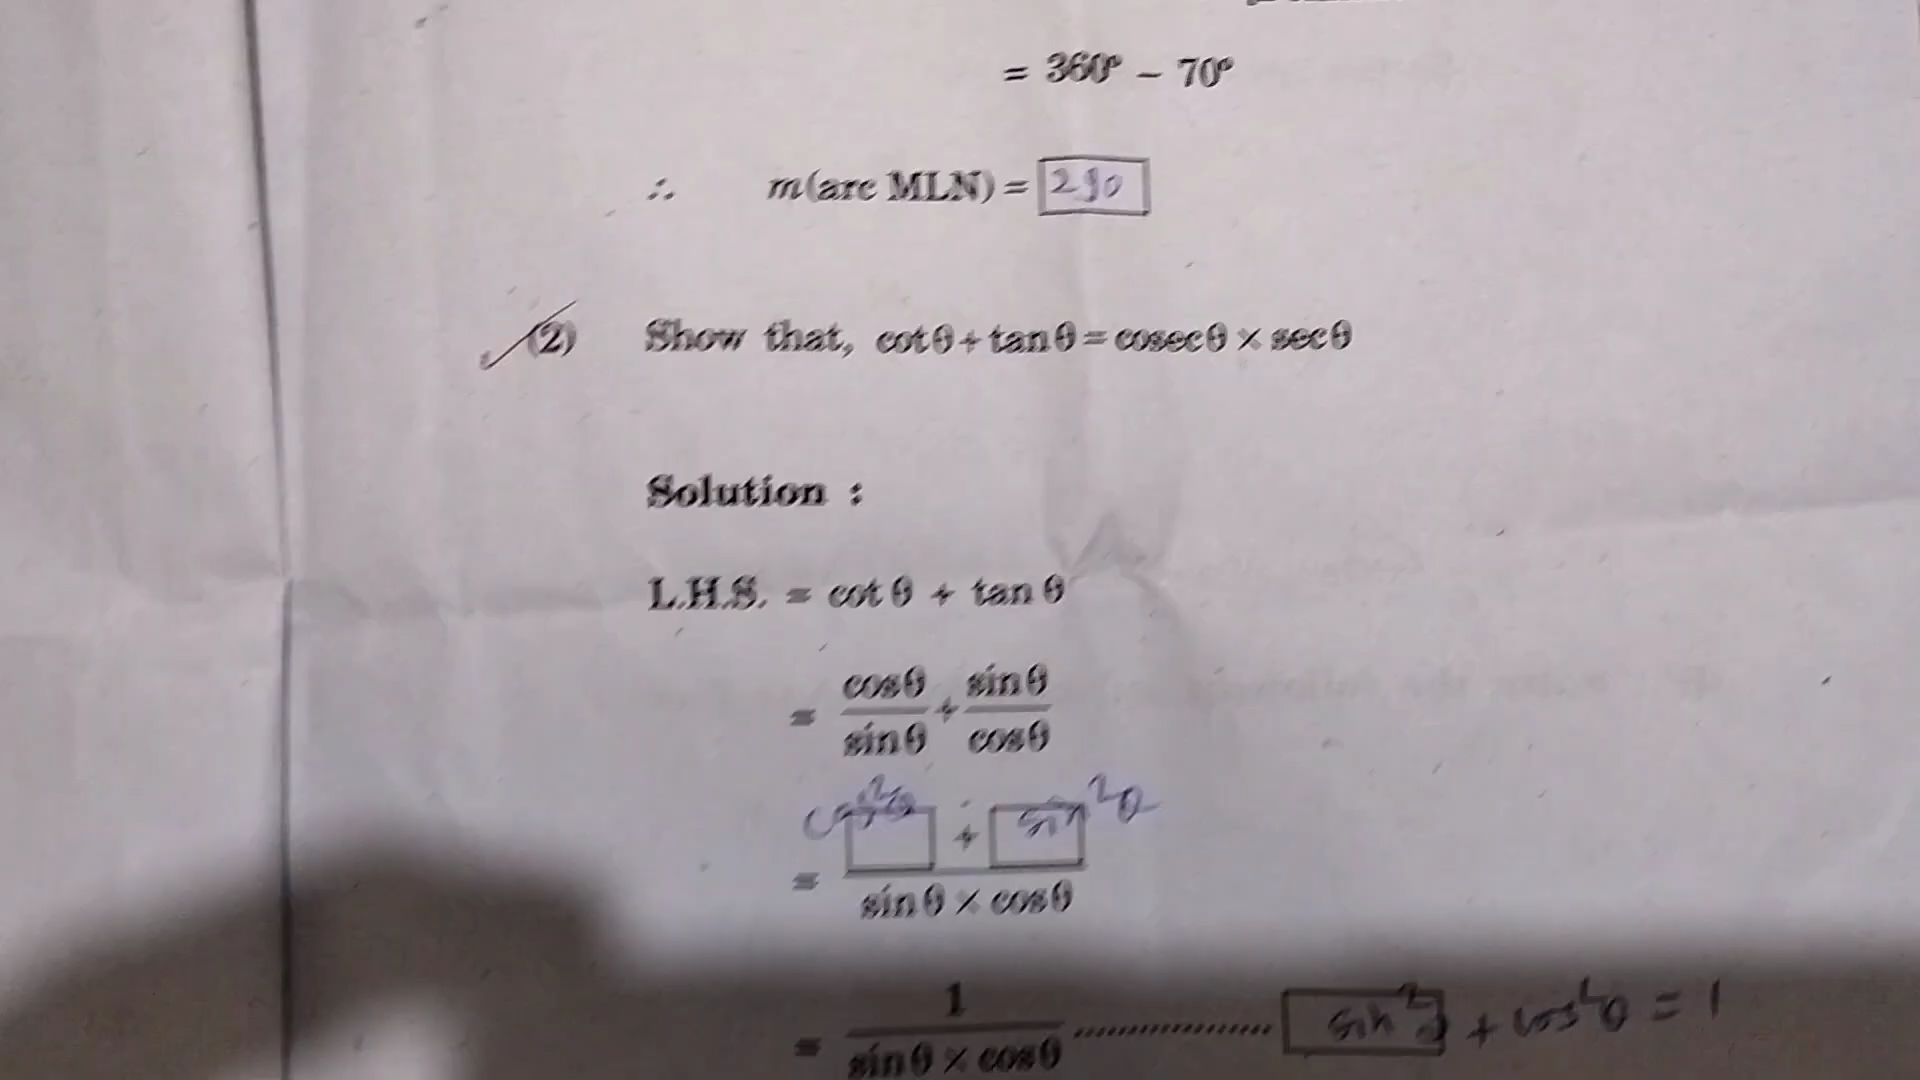 = 360° – 70°
∴ m(arc MLN) = 290
(2) Show that, cotθ + tanθ = cosecθ × secθ
Solution :
L.H.S. = cot θ + tan θ
= cosθ/sinθ + sinθ/cosθ
= cos²θ + sin²θ / sinθ × cosθ
= 1 / sinθ × cosθ .................... sin²θ + cos²θ = 1